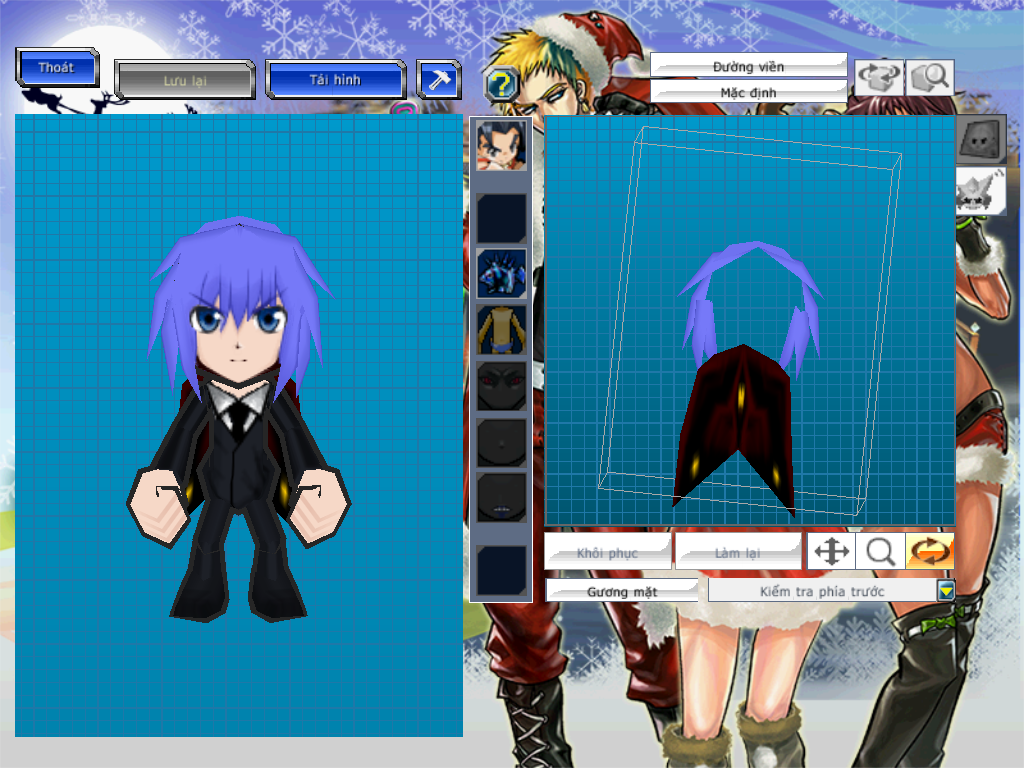 Thoát
Lưu lại
Tải hình
?
Đường viền
Mặc định
Khôi phục
Làm lại
Gương mặt
Kiểm tra phía trước